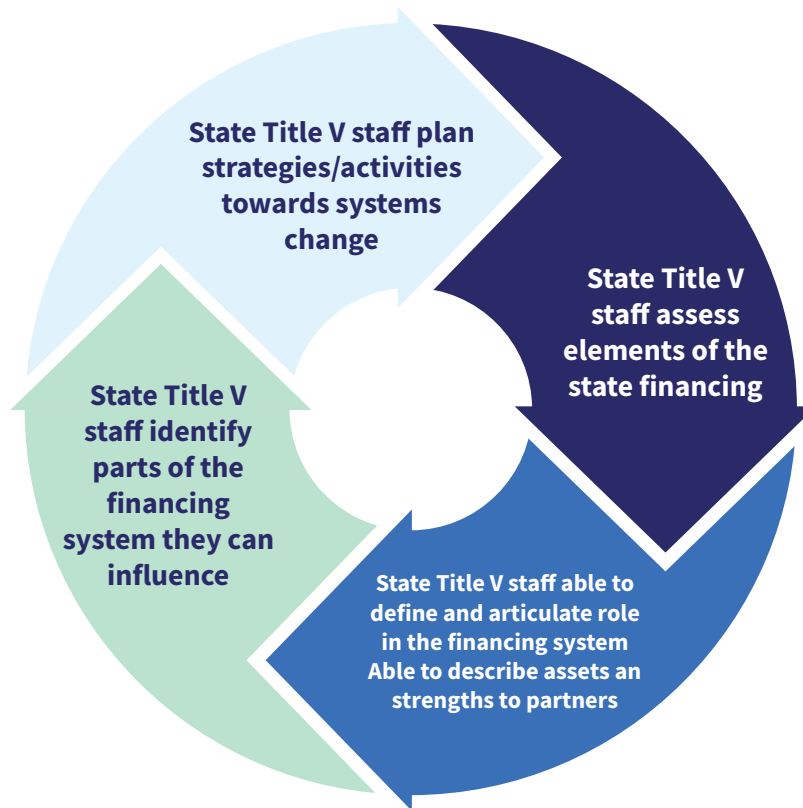 State Title V staff plan
strategies/activities
towards systems
change
State Title V
staff assess
elements of the
state financing
State Title V staff able to
define and articulate role
in the financing system
Able to describe assets an
strengths to partners
State Title V
staff identify
parts of the
financing
system they can
influence